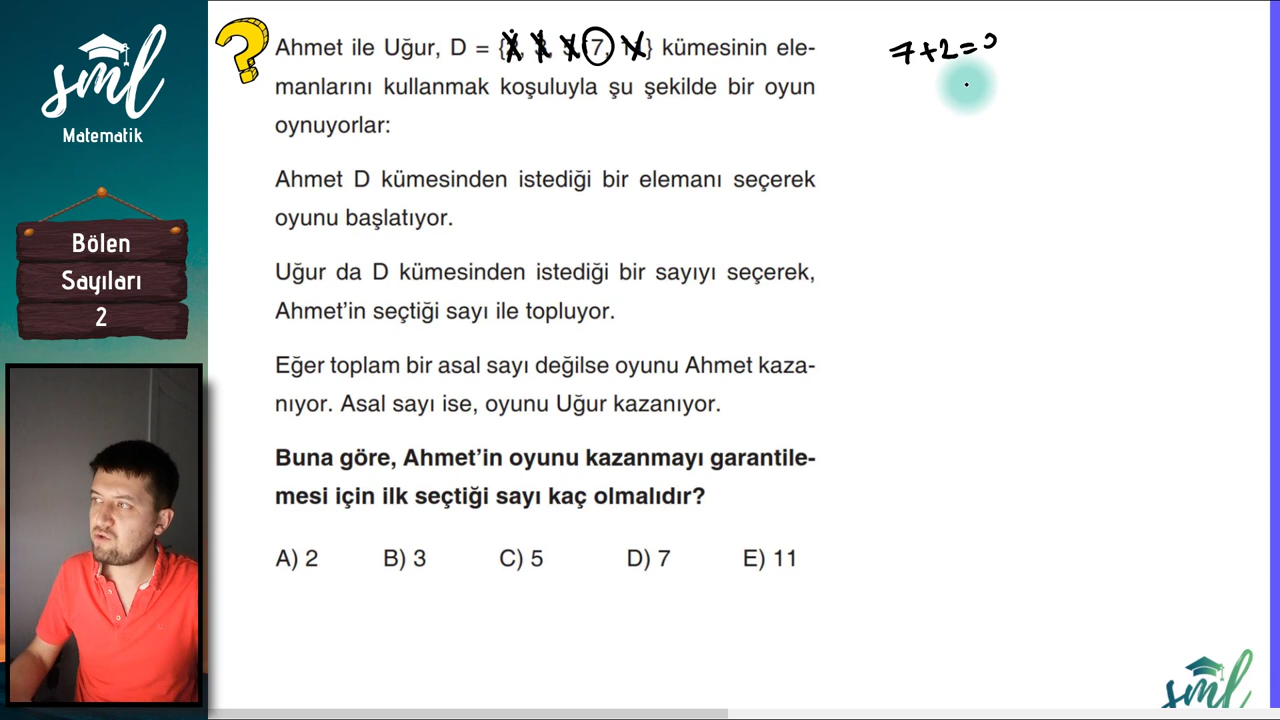 sml
Matematik
Bölen
Sayıları
2
Ahmet ile Uğur, D = { 7, } kümesinin ele-
manlarını kullanmak koşuluyla şu şekilde bir oyun
oynuyorlar:
Ahmet D kümesinden istediği bir elemanı seçerek
oyunu başlatıyor.
Uğur da D kümesinden istediği bir sayıyı seçerek,
Ahmet'in seçtiği sayı ile topluyor.
Eğer toplam bir asal sayı değilse oyunu Ahmet kaza-
nıyor. Asal sayı ise, oyunu Uğur kazanıyor.
Buna göre, Ahmet'in oyunu kazanmayı garantile-
mesi için ilk seçtiği sayı kaç olmalıdır?
A) 2 B) 3 C) 5 D) 7 E) 11
7+2=
sml